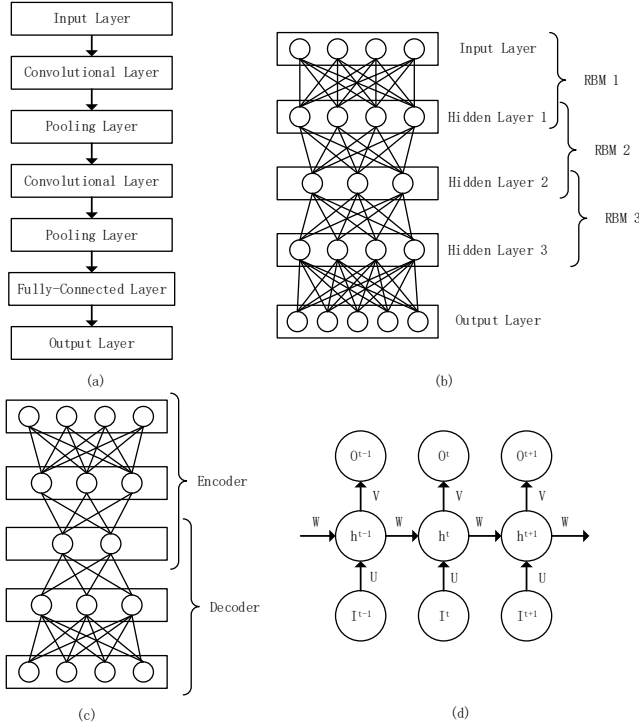 Input Layer
Convolutional Layer
Pooling Layer
Convolutional Layer
Pooling Layer
Fully-Connected Layer
Output Layer
(a)
Input Layer
Hidden Layer 1
Hidden Layer 2
Hidden Layer 3
Output Layer
RBM 1
RBM 2
RBM 3
(b)
Encoder
Decoder
(c)
O^t-1 O^t O^t+1
V V V
W h^t-1 W h^t W h^t+1 W
U U U
I^t-1 I^t I^t+1
(d)